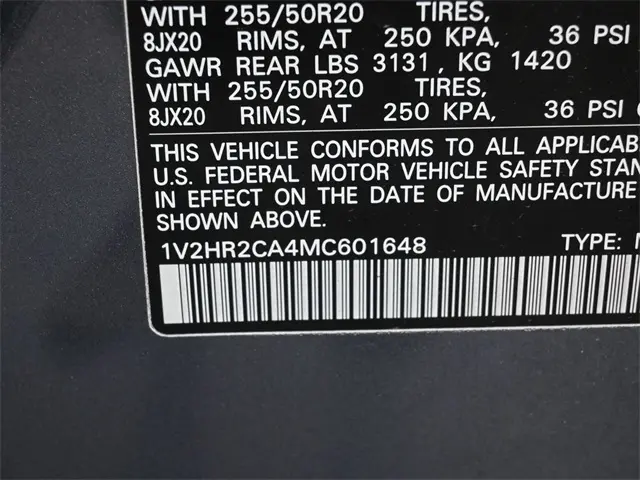 WITH 255/50R20 TIRES,
8JX20 RIMS, AT 250 KPA, 36 PSI
GAWR REAR LBS 3131, KG 1420
WITH 255/50R20 TIRES,
8JX20 RIMS, AT 250 KPA, 36 PSI
THIS VEHICLE CONFORMS TO ALL APPLICAB
U.S. FEDERAL MOTOR VEHICLE SAFETY STAN
IN EFFECT ON THE DATE OF MANUFACTURE
SHOWN ABOVE.
1V2HR2CA4MC601648 TYPE: